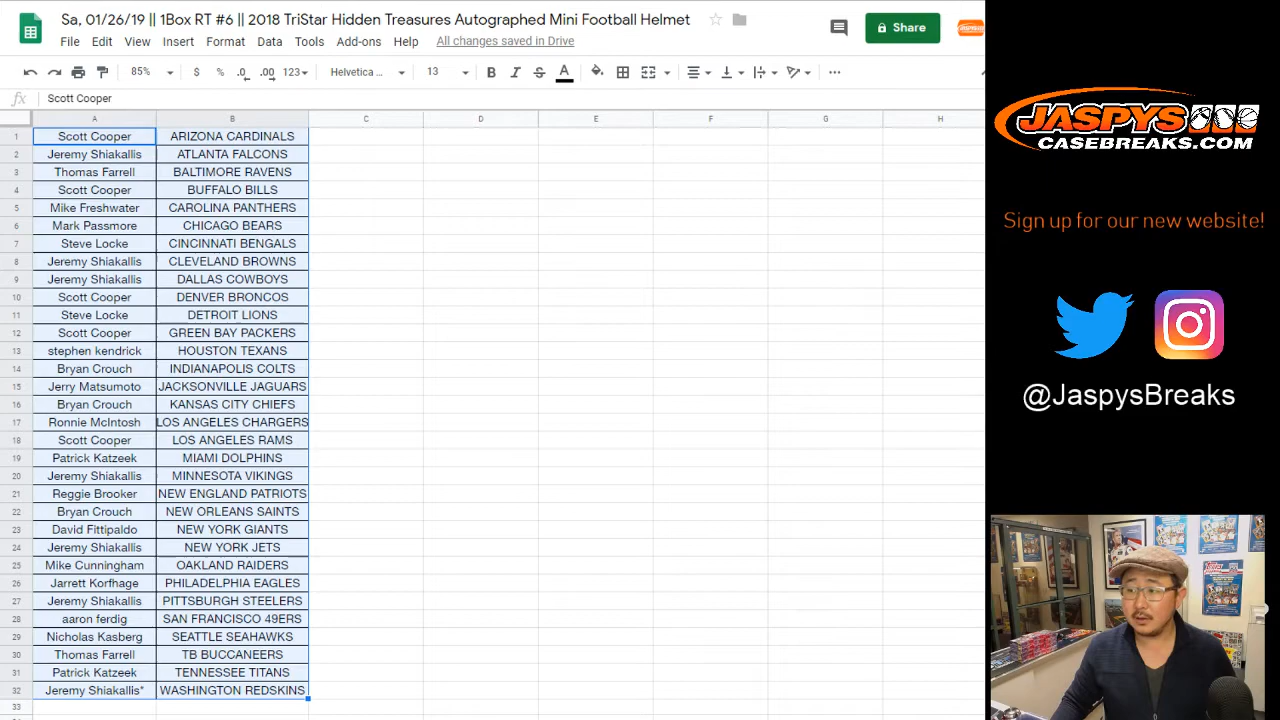 Sa, 01/26/19 || 1Box RT #6 || 2018 TriStar Hidden Treasures Autographed Mini Football Helmet
File Edit View Insert Format Data Tools Add-ons Help All changes saved in Drive
Share
85% $ % .0 .00 123 Helvetica ... 13 B I S A
fx Scott Cooper
A B C D E F G H
1 Scott Cooper ARIZONA CARDINALS
2 Jeremy Shiakallis ATLANTA FALCONS
3 Thomas Farrell BALTIMORE RAVENS
4 Scott Cooper BUFFALO BILLS
5 Mike Freshwater CAROLINA PANTHERS
6 Mark Passmore CHICAGO BEARS
7 Steve Locke CINCINNATI BENGALS
8 Jeremy Shiakallis CLEVELAND BROWNS
9 Jeremy Shiakallis DALLAS COWBOYS
10 Scott Cooper DENVER BRONCOS
11 Steve Locke DETROIT LIONS
12 Scott Cooper GREEN BAY PACKERS
13 stephen kendrick HOUSTON TEXANS
14 Bryan Crouch INDIANAPOLIS COLTS
15 Jerry Matsumoto JACKSONVILLE JAGUARS
16 Bryan Crouch KANSAS CITY CHIEFS
17 Ronnie McIntosh LOS ANGELES CHARGERS
18 Scott Cooper LOS ANGELES RAMS
19 Patrick Katzeek MIAMI DOLPHINS
20 Jeremy Shiakallis MINNESOTA VIKINGS
21 Reggie Brooker NEW ENGLAND PATRIOTS
22 Bryan Crouch NEW ORLEANS SAINTS
23 David Fittipaldo NEW YORK GIANTS
24 Jeremy Shiakallis NEW YORK JETS
25 Mike Cunningham OAKLAND RAIDERS
26 Jarrett Korfhage PHILADELPHIA EAGLES
27 Jeremy Shiakallis PITTSBURGH STEELERS
28 aaron ferdig SAN FRANCISCO 49ERS
29 Nicholas Kasberg SEATTLE SEAHAWKS
30 Thomas Farrell TB BUCCANEERS
31 Patrick Katzeek TENNESSEE TITANS
32 Jeremy Shiakallis" WASHINGTON REDSKINS
33
JASPYS
CASEBREAKS.COM
Sign up for our new website!
@JaspysBreaks
topps